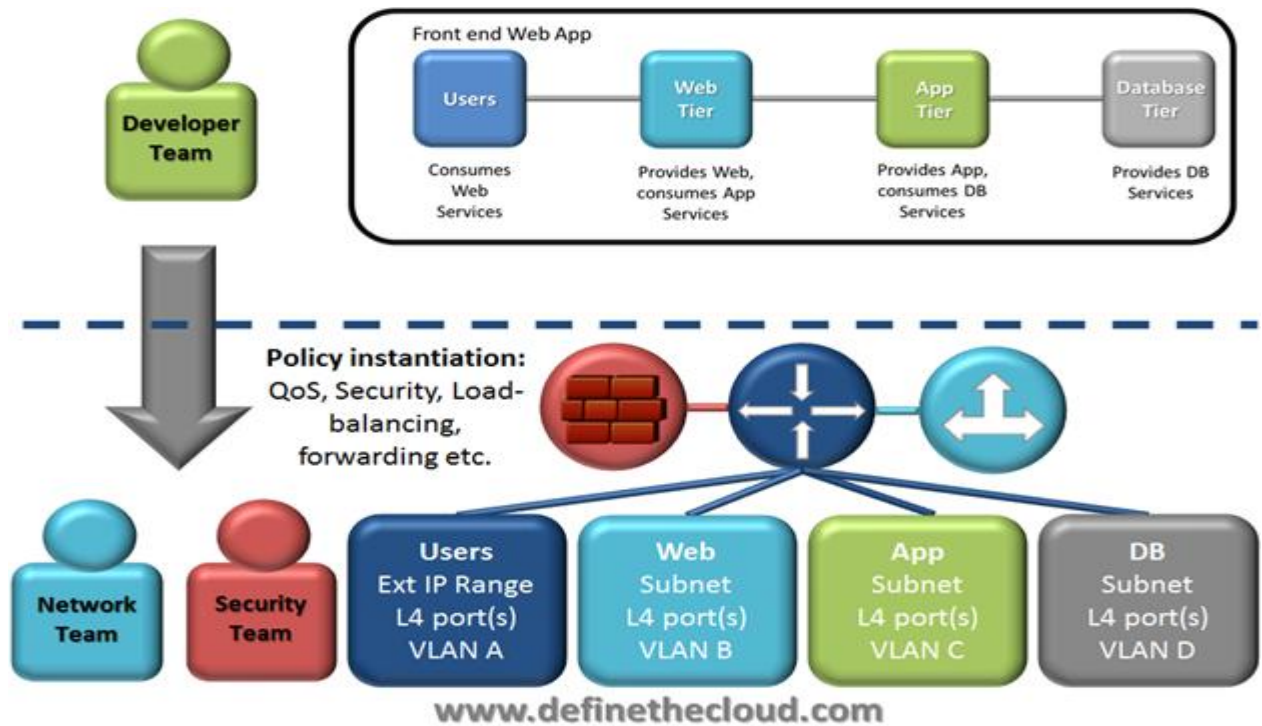 Front end Web App
Users
Web
Tier
App
Tier
Database
Tier
Developer
Team
Consumes
Web
Services
Provides Web,
consumes App
Services
Provides App,
consumes DB
Services
Provides DB
Services
Policy instantiation:
QoS, Security, Load-
balancing,
forwarding etc.
Network
Team
Security
Team
Users
Ext IP Range
L4 port(s)
VLAN A
Web
Subnet
L4 port(s)
VLAN B
App
Subnet
L4 port(s)
VLAN C
DB
Subnet
L4 port(s)
VLAN D
www.definethecloud.com